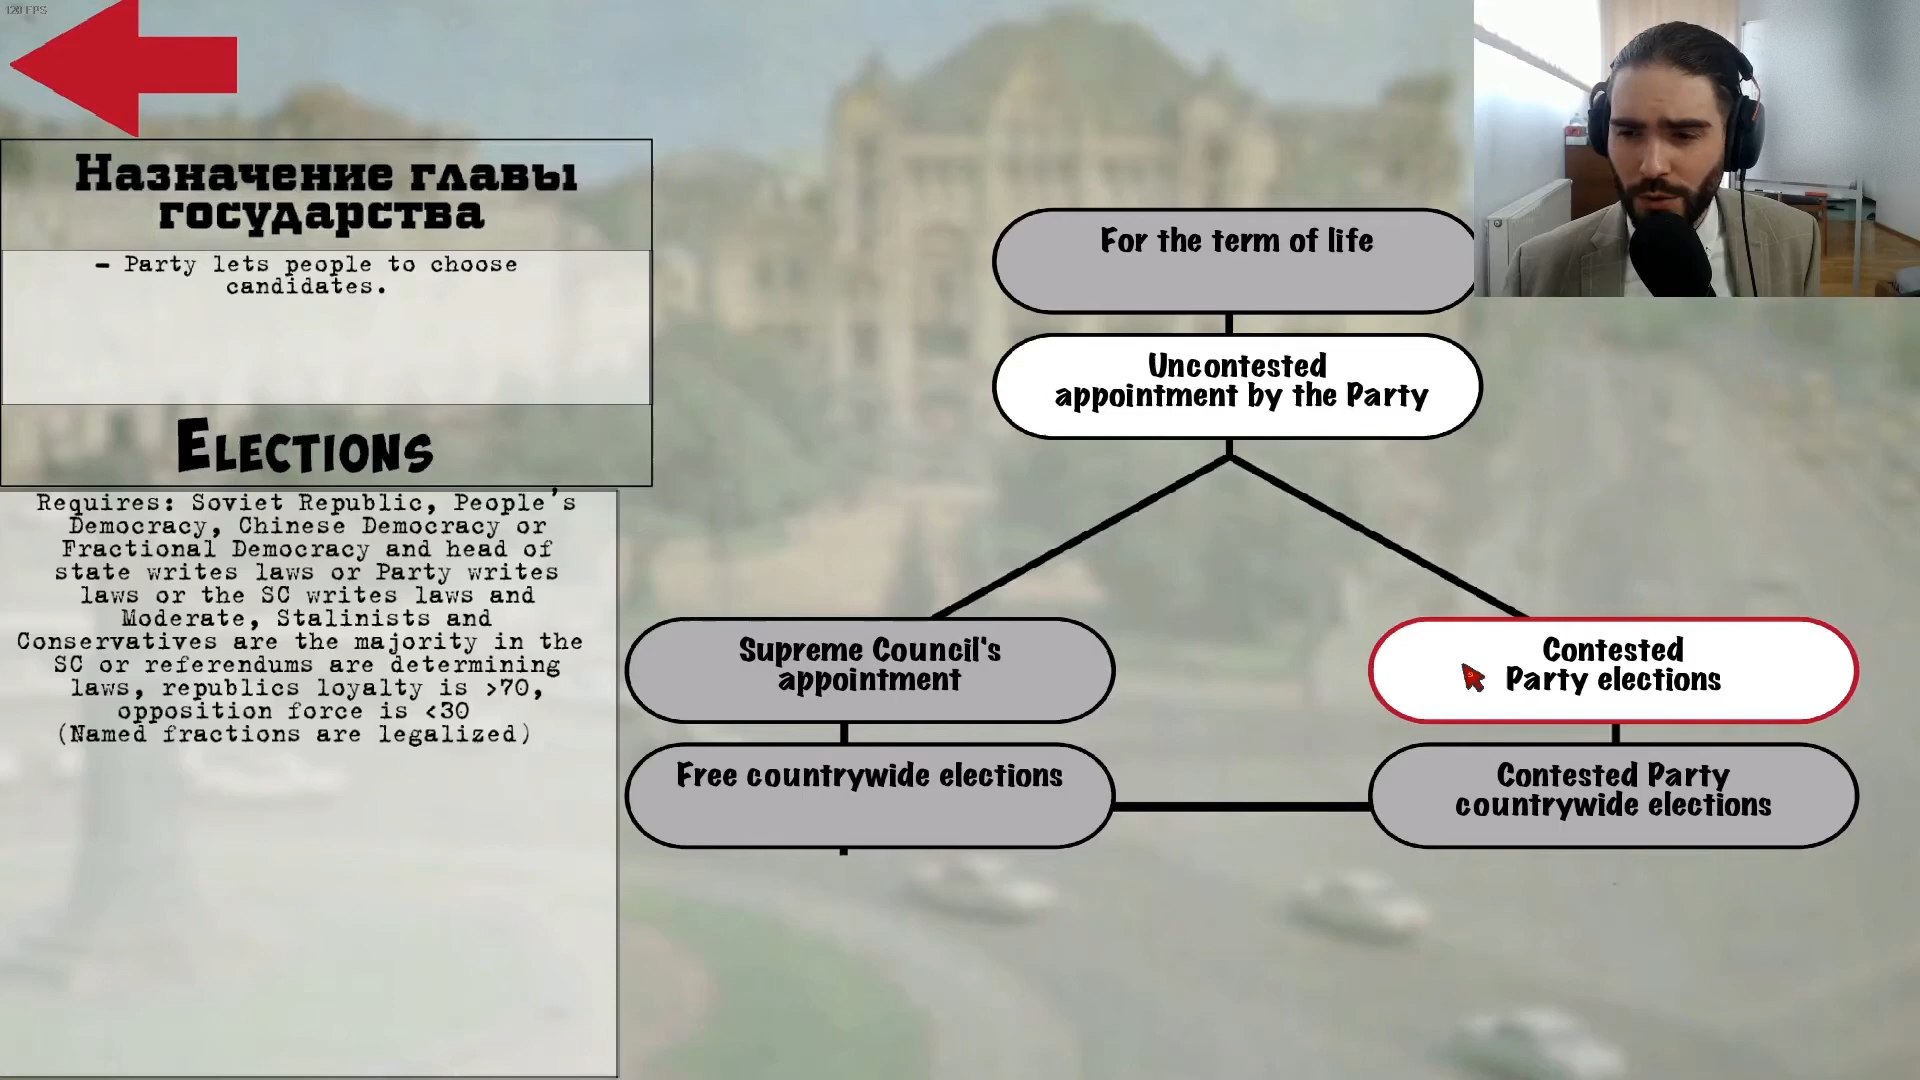 120 FPS
Назначение главы
государства
- Party lets people to choose
candidates.
ELECTIONS
Requires: Soviet Republic, People's
Democracy, Chinese Democracy or
Fractional Democracy and head of
state writes laws or Party writes
laws or the SC writes laws and
Moderate, Stalinists and
Conservatives are the majority in the
SC or referendums are determining
laws, republics loyalty is >70,
opposition force is <30
(Named fractions are legalized)
For the term of life
Uncontested
appointment by the Party
Supreme Council's
appointment
Contested
Party elections
Free countrywide elections
Contested Party
countrywide elections